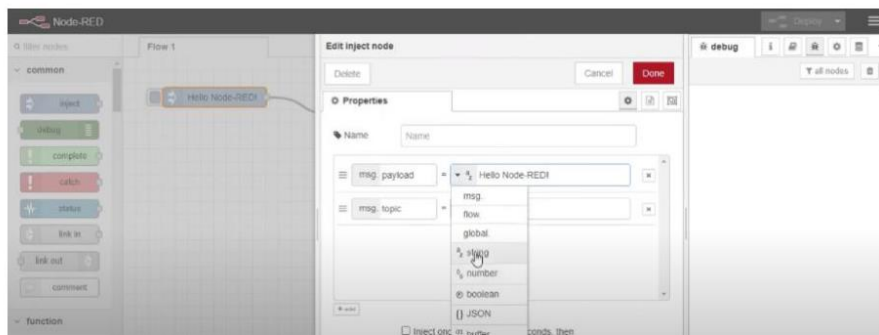 Node-RED
Deploy
filter nodes
Flow 1
Edit inject node
debug
i
common
Delete
Cancel
Done
all nodes
inject
Properties
Hello Node-RED!
debug
Name
Name
complete
msg. payload
=
Hello Node-RED!
x
catch
msg.
status
msg. topic
=
flow.
x
link in
global.
string
link out
number
comment
boolean
add
{} JSON
function
Inject once
buffer
conds, then